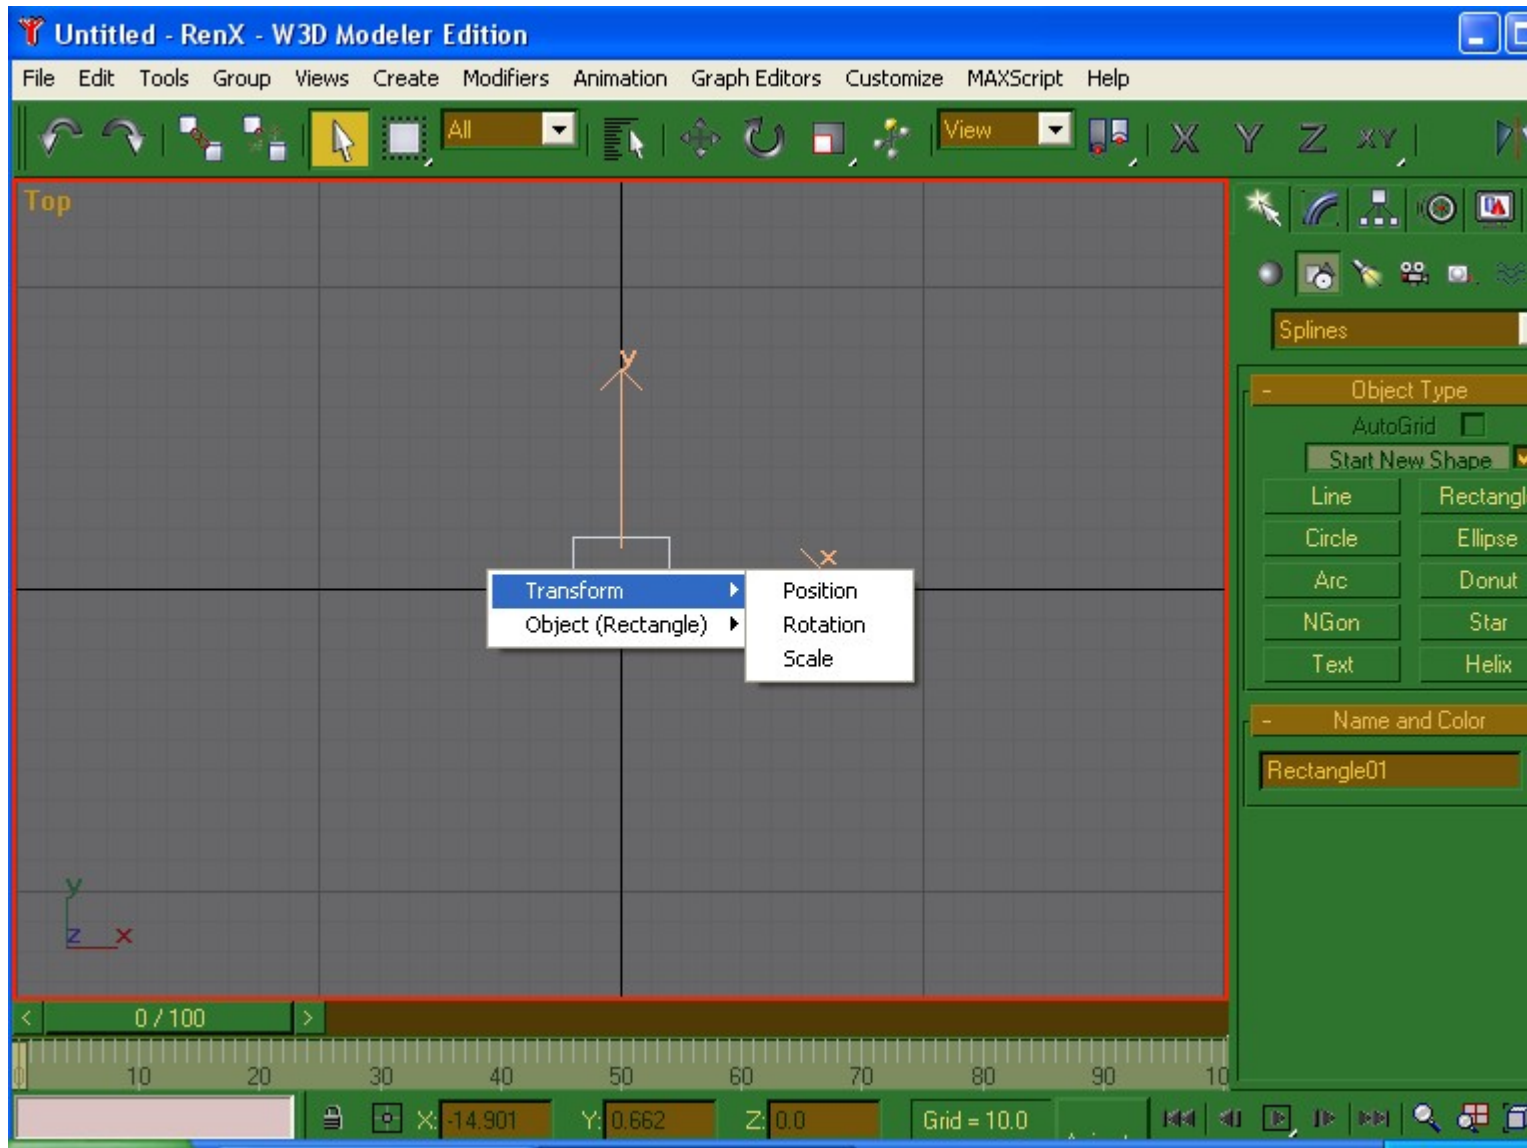 Untitled - RenX - W3D Modeler Edition
File Edit Tools Group Views Create Modifiers Animation Graph Editors Customize MAXScript Help
All View X Y Z XY
Top
Splines
- Object Type
AutoGrid
Start New Shape
Line Rectangl
Circle Ellipse
Arc Donut
NGon Star
Text Helix
- Name and Color
Rectangle01
y
x
Transform Position
Object (Rectangle) Rotation
Scale
y
z x
< 0 / 100 >
0 10 20 30 40 50 60 70 80 90 10
X: -14.901 Y: 0.662 Z: 0.0 Grid = 10.0